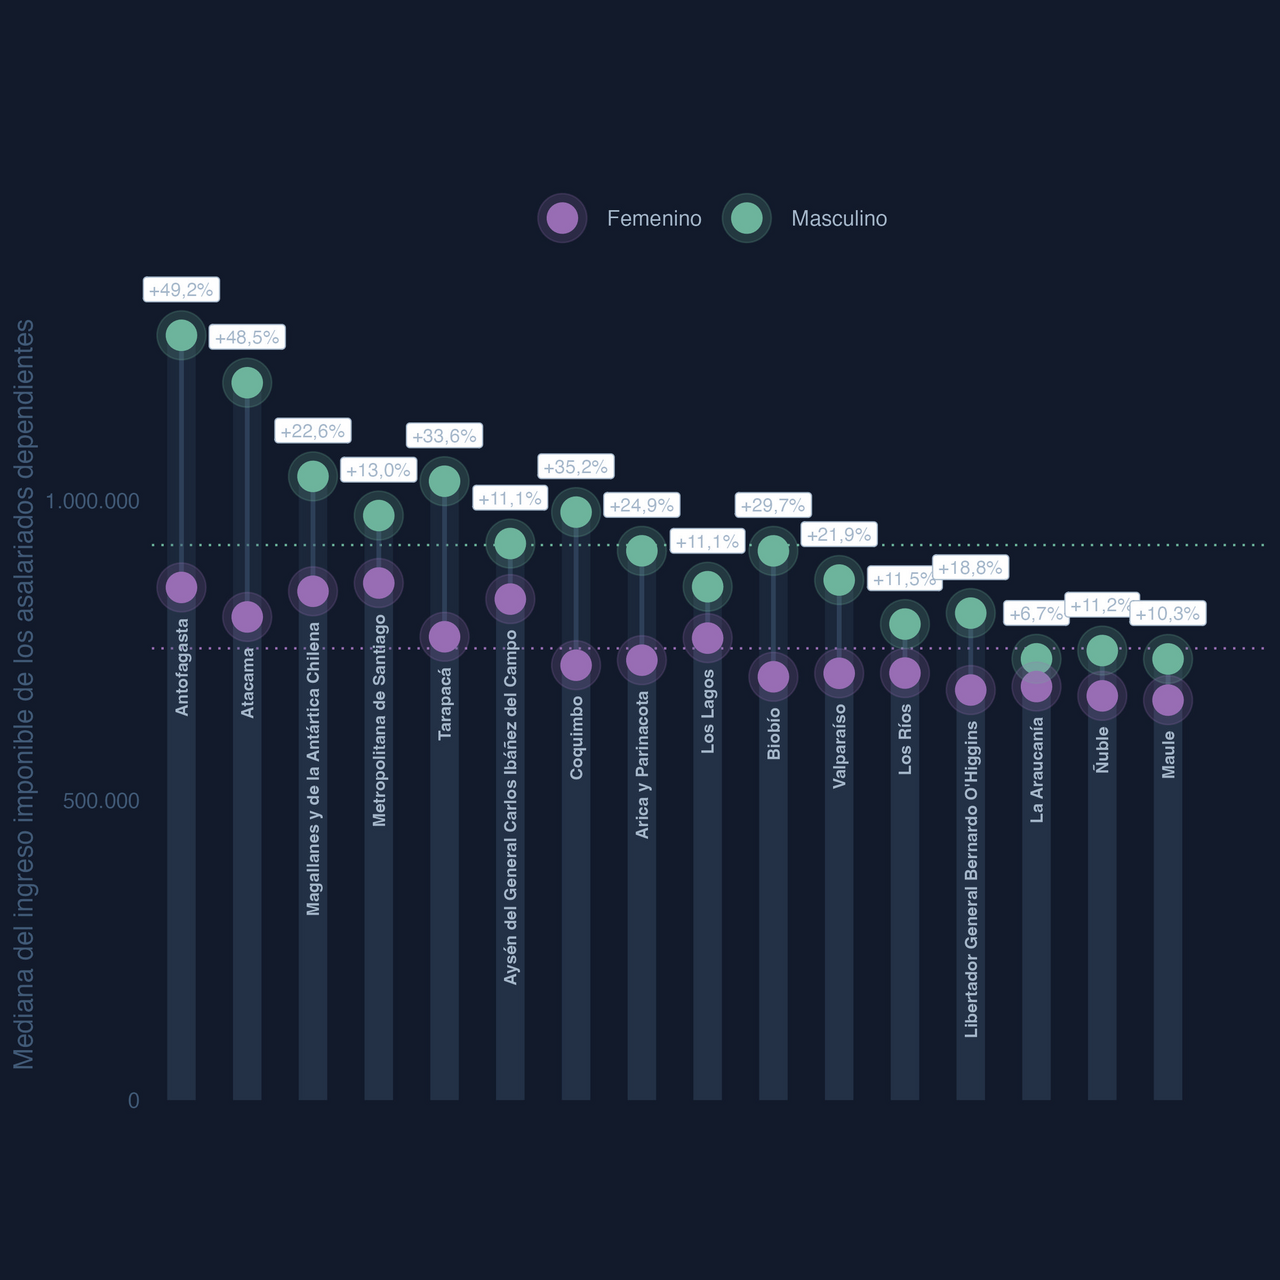 Femenino
Masculino
+49,2%
+48,5%
+22,6%
+13,0%
+33,6%
+11,1%
+35,2%
+24,9%
+11,1%
+29,7%
+21,9%
+11,5%
+18,8%
+6,7%
+11,2%
+10,3%
Mediana del ingreso imponible de los asalariados dependientes
1.000.000
500.000
0
Antofagasta
Atacama
Magallanes y de la Antártica Chilena
Metropolitana de Santiago
Tarapacá
Aysén del General Carlos Ibáñez del Campo
Coquimbo
Arica y Parinacota
Los Lagos
Biobío
Valparaíso
Los Ríos
Libertador General Bernardo O'Higgins
La Araucanía
Ñuble
Maule